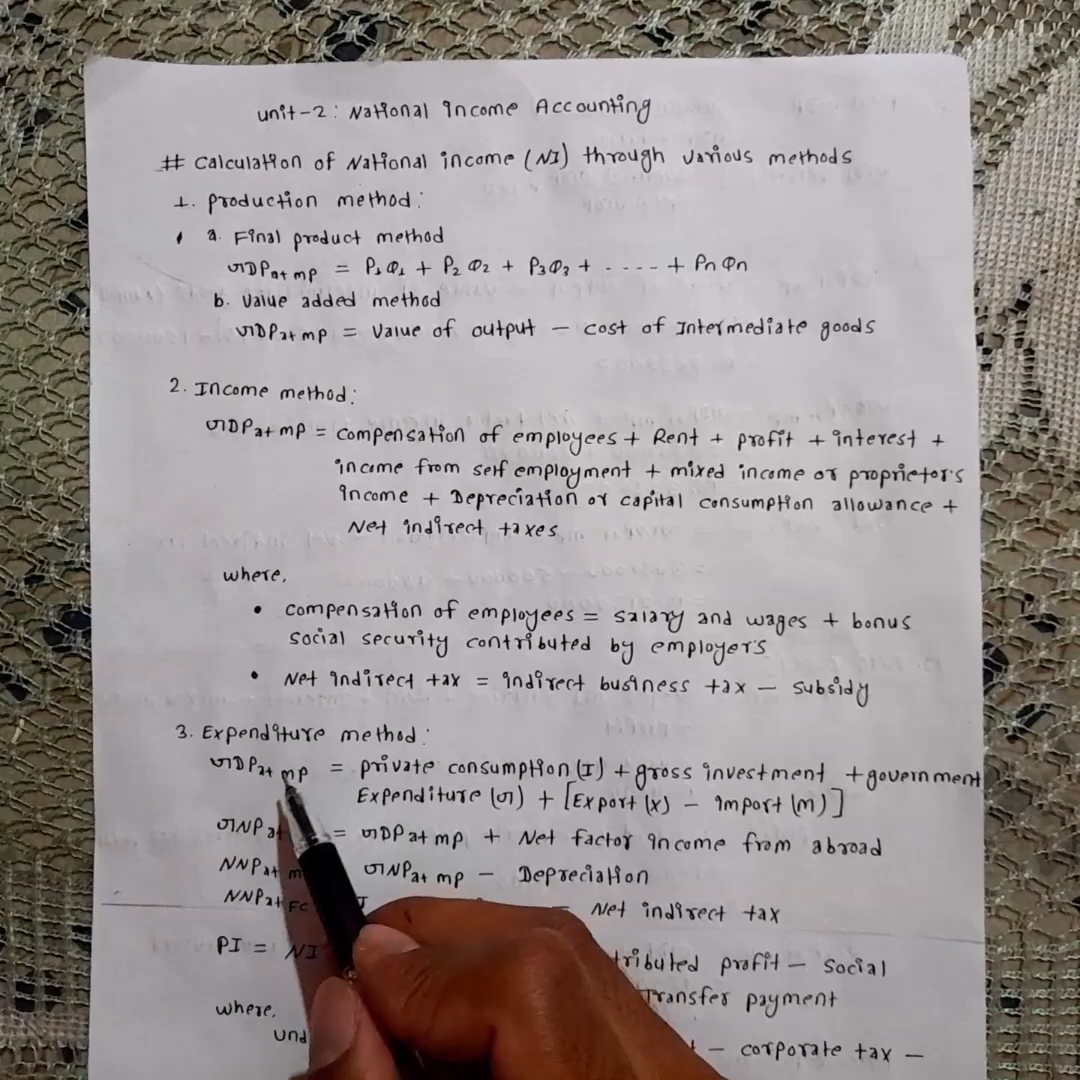 unit-2: National Income Accounting
# Calculation of National income (NI) through various methods
1. Production method:
a. Final product method
GDPat mp = P1Q1 + P2Q2 + P3Q3 + ---- + PnQn
b. Value added method
GDPat mp = Value of output - cost of Intermediate goods
2. Income method:
GDPat mp = Compensation of employees + Rent + profit + interest +
income from self employment + mixed income or proprietor's
income + Depreciation or capital consumption allowance +
Net indirect taxes
where,
• compensation of employees = salary and wages + bonus
social security contributed by employer's
• Net indirect tax = indirect business tax - subsidy
3. Expenditure method:
GDPat mp = private consumption (I) + gross investment + government
Expenditure (G) + [Export (X) - Import (M)]
GNPat = GDPat mp + Net factor income from abroad
NNPat m GNPat mp - Depreciation
NNPat FC Net indirect tax
PI = NI tributed profit - social
Transfer payment
where,
Und - corporate tax -